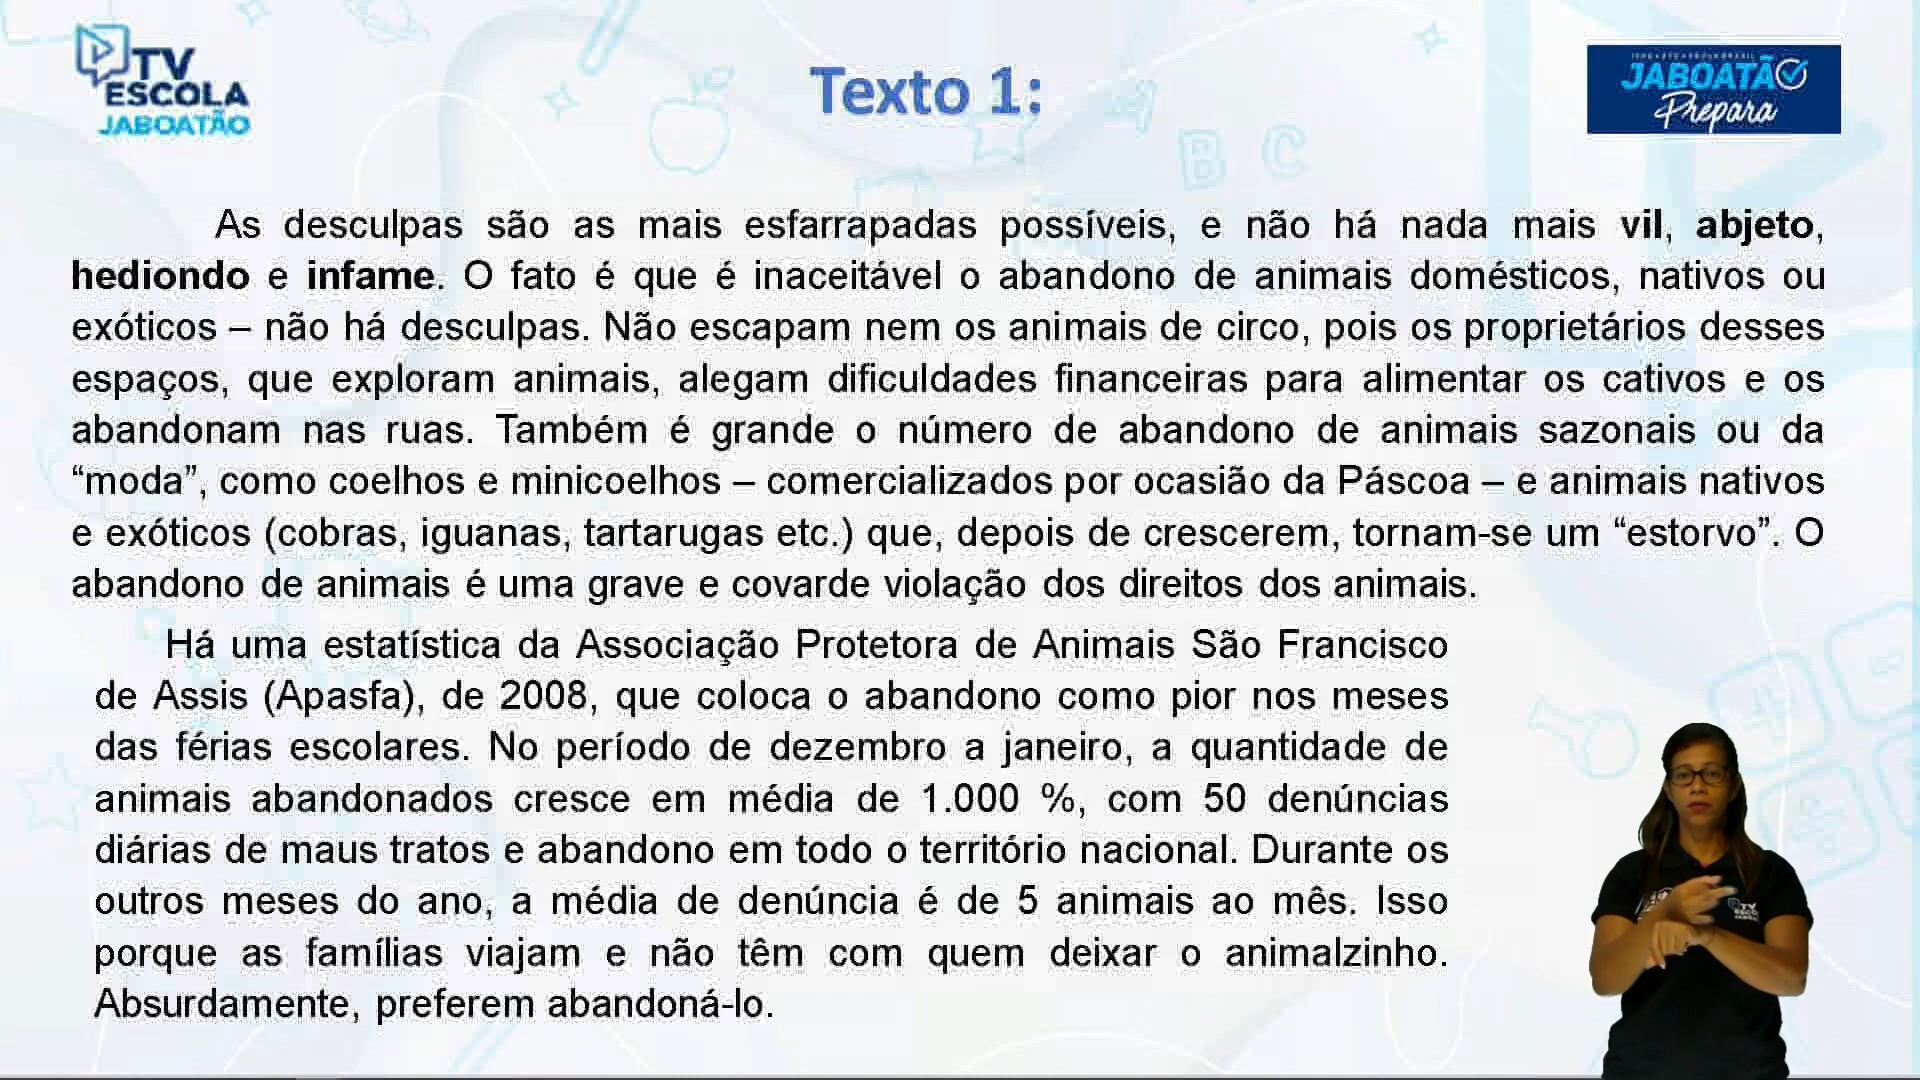 TV
ESCOLA
JABOATÃO
Texto 1:
JABOATÃO
Prepara
As desculpas são as mais esfarrapadas possíveis, e não há nada mais vil, abjeto,
hediondo e infame. O fato é que é inaceitável o abandono de animais domésticos, nativos ou
exóticos – não há desculpas. Não escapam nem os animais de circo, pois os proprietários desses
espaços, que exploram animais, alegam dificuldades financeiras para alimentar os cativos e os
abandonam nas ruas. Também é grande o número de abandono de animais sazonais ou da
“moda”, como coelhos e minicoelhos – comercializados por ocasião da Páscoa – e animais nativos
e exóticos (cobras, iguanas, tartarugas etc.) que, depois de crescerem, tornam-se um “estorvo”. O
abandono de animais é uma grave e covarde violação dos direitos dos animais.
Há uma estatística da Associação Protetora de Animais São Francisco
de Assis (Apasfa), de 2008, que coloca o abandono como pior nos meses
das férias escolares. No período de dezembro a janeiro, a quantidade de
animais abandonados cresce em média de 1.000 %, com 50 denúncias
diárias de maus tratos e abandono em todo o território nacional. Durante os
outros meses do ano, a média de denúncia é de 5 animais ao mês. Isso
porque as famílias viajam e não têm com quem deixar o animalzinho.
Absurdamente, preferem abandoná-lo.